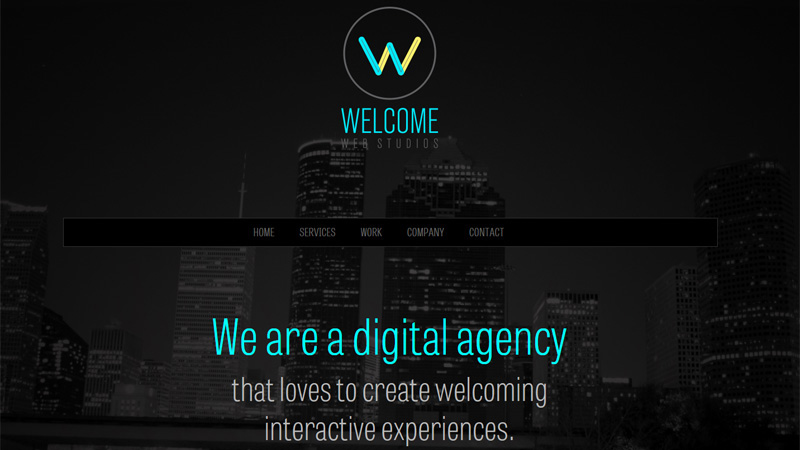 W
WELCOME
WEB STUDIOS
HOME SERVICES WORK COMPANY CONTACT
We are a digital agency
that loves to create welcoming
interactive experiences.